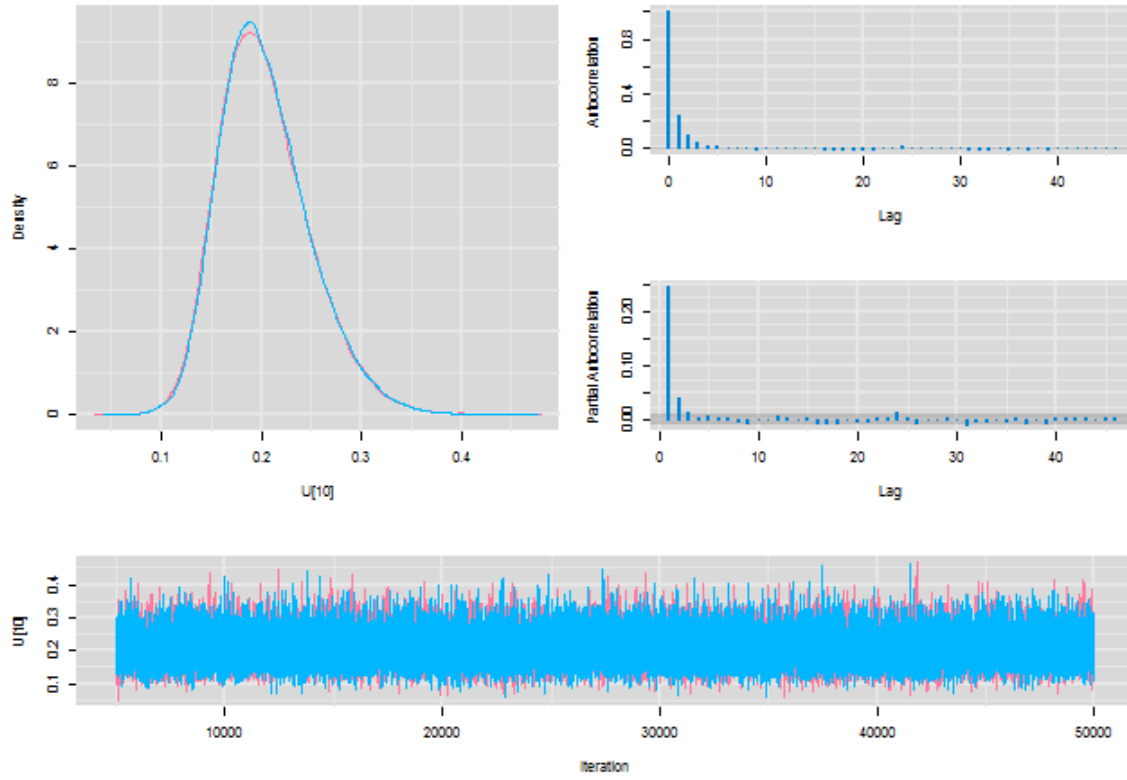 Density
0
2
4
6
8
0.1 0.2 0.3 0.4
U[10]
Autocorrelation
0.0 0.4 0.8
0 10 20 30 40
Lag
Partial Autocorrelation
0.00 0.10 0.20
0 10 20 30 40
Lag
U[10]
0.1 0.2 0.3 0.4
10000 20000 30000 40000 50000
Iteration